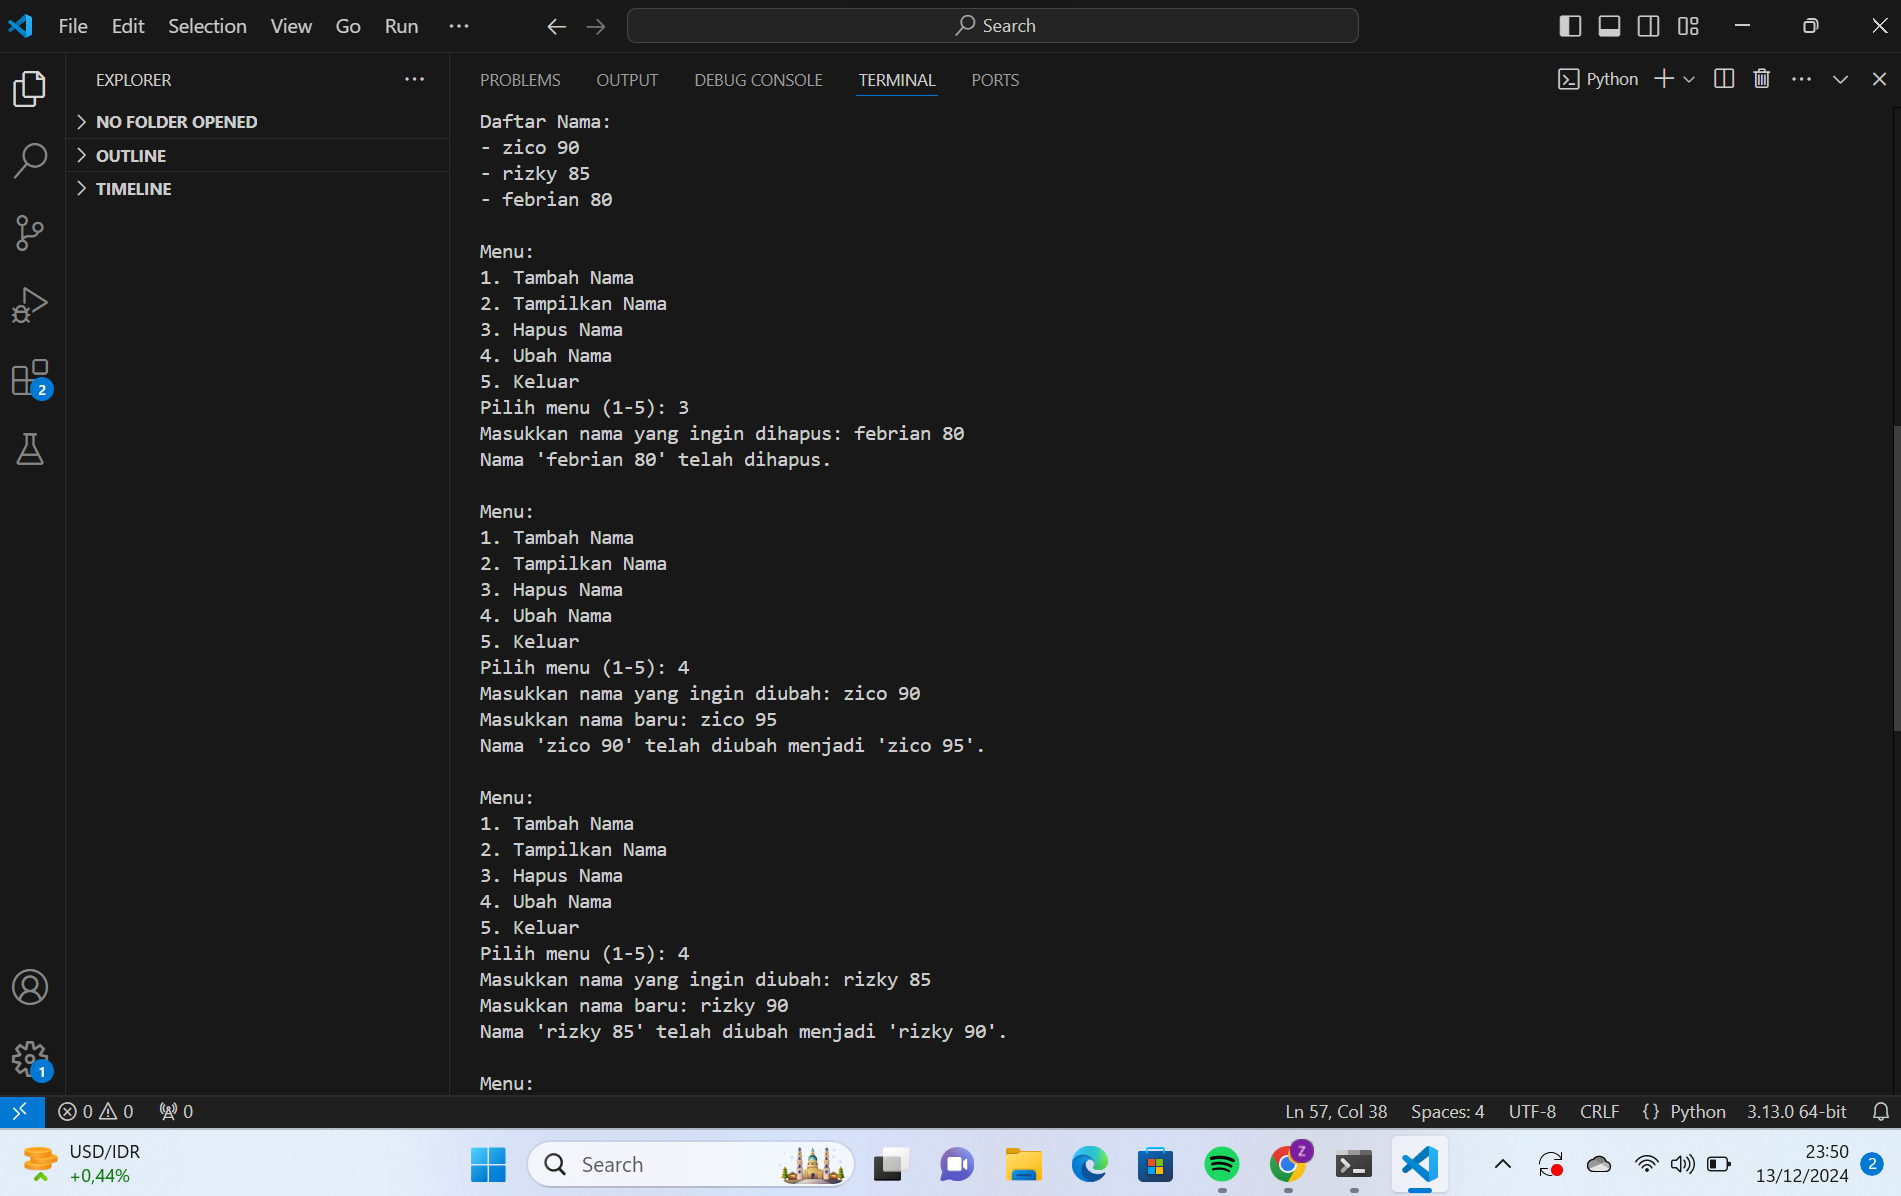 File Edit Selection View Go Run ···
Search
EXPLORER
NO FOLDER OPENED
OUTLINE
TIMELINE
PROBLEMS OUTPUT DEBUG CONSOLE TERMINAL PORTS
Python
Daftar Nama:
- zico 90
- rizky 85
- febrian 80
Menu:
1. Tambah Nama
2. Tampilkan Nama
3. Hapus Nama
4. Ubah Nama
5. Keluar
Pilih menu (1-5): 3
Masukkan nama yang ingin dihapus: febrian 80
Nama 'febrian 80' telah dihapus.
Menu:
1. Tambah Nama
2. Tampilkan Nama
3. Hapus Nama
4. Ubah Nama
5. Keluar
Pilih menu (1-5): 4
Masukkan nama yang ingin diubah: zico 90
Masukkan nama baru: zico 95
Nama 'zico 90' telah diubah menjadi 'zico 95'.
Menu:
1. Tambah Nama
2. Tampilkan Nama
3. Hapus Nama
4. Ubah Nama
5. Keluar
Pilih menu (1-5): 4
Masukkan nama yang ingin diubah: rizky 85
Masukkan nama baru: rizky 90
Nama 'rizky 85' telah diubah menjadi 'rizky 90'.
Menu:
2
1
0 0 0
Ln 57, Col 38 Spaces: 4 UTF-8 CRLF {} Python 3.13.0 64-bit
USD/IDR
+0,44%
Search
Z
23:50
13/12/2024
2